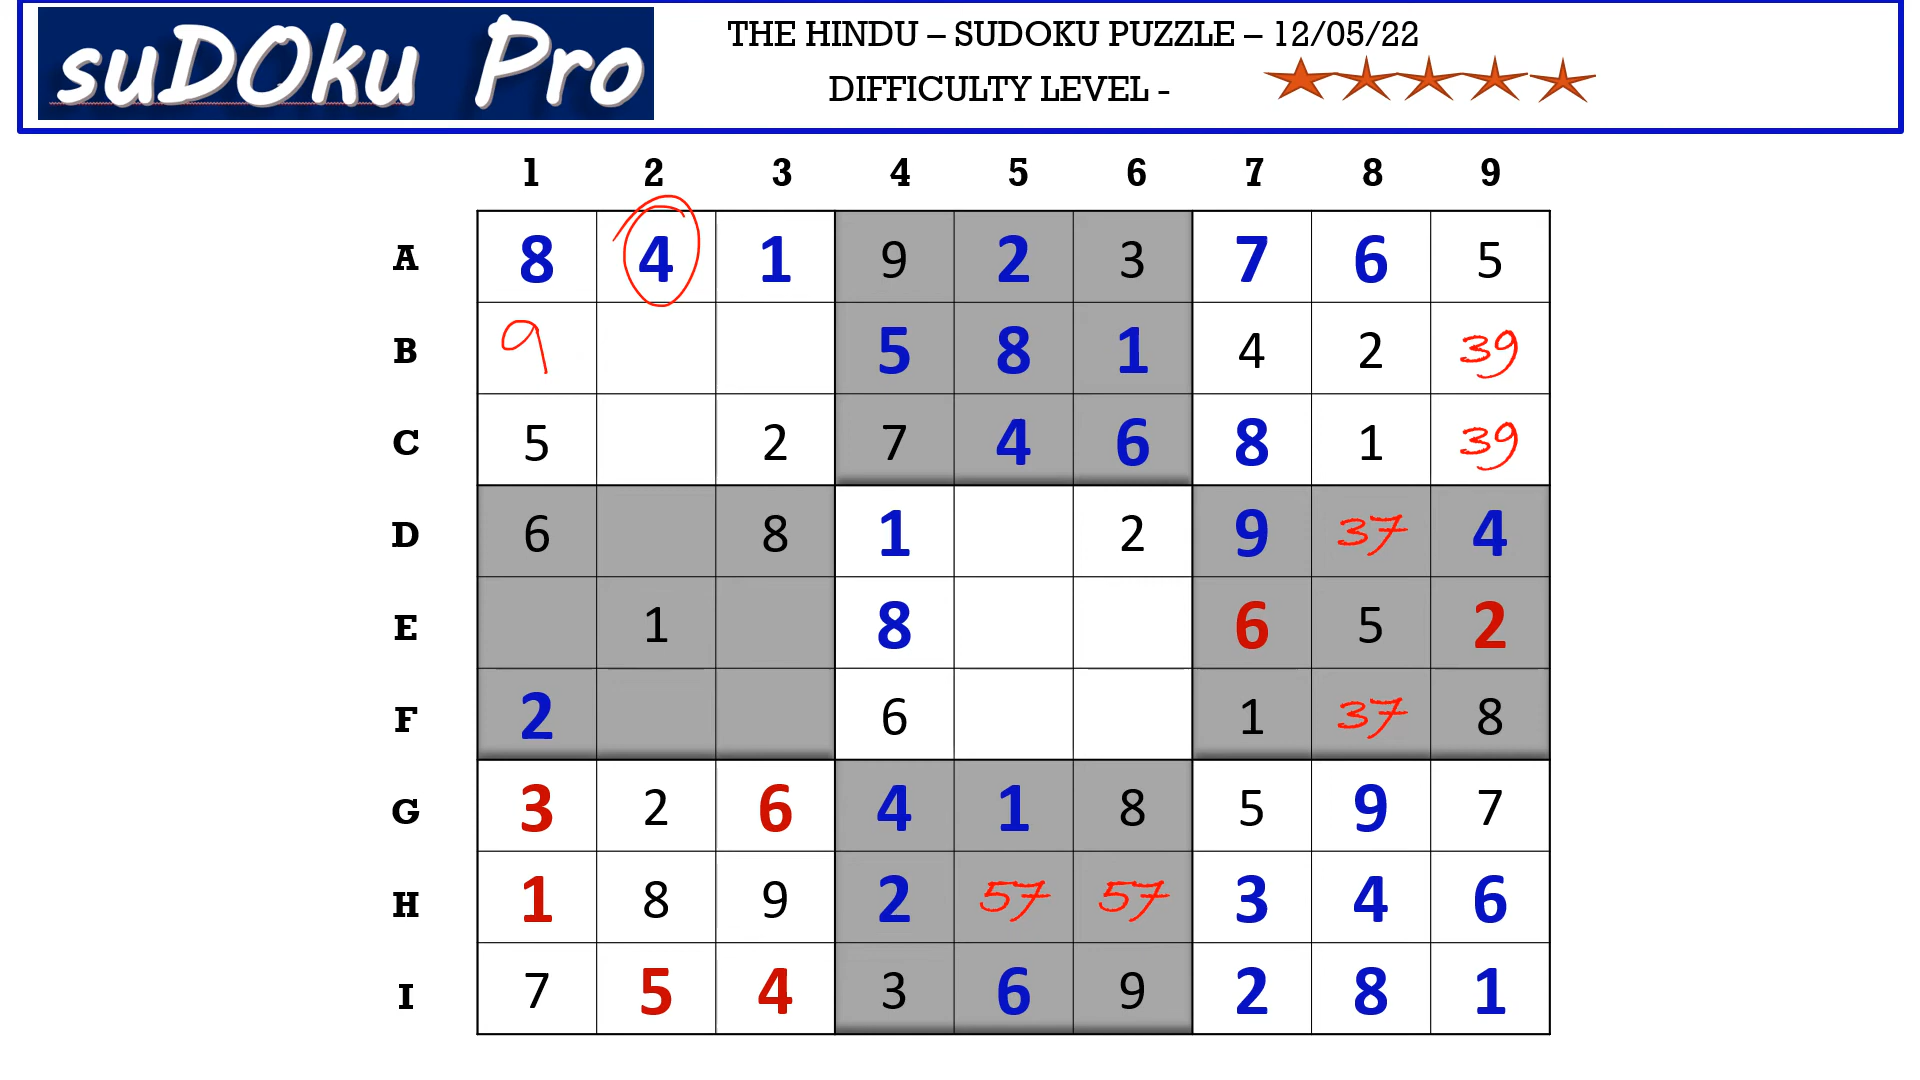 suDOku Pro
THE HINDU – SUDOKU PUZZLE – 12/05/22
DIFFICULTY LEVEL -
1 2 3 4 5 6 7 8 9
A 8 4 1 9 2 3 7 6 5
B 9 5 8 1 4 2 39
C 5 2 7 4 6 8 1 39
D 6 8 1 2 9 37 4
E 1 8 6 5 2
F 2 6 1 37 8
G 3 2 6 4 1 8 5 9 7
H 1 8 9 2 57 57 3 4 6
I 7 5 4 3 6 9 2 8 1